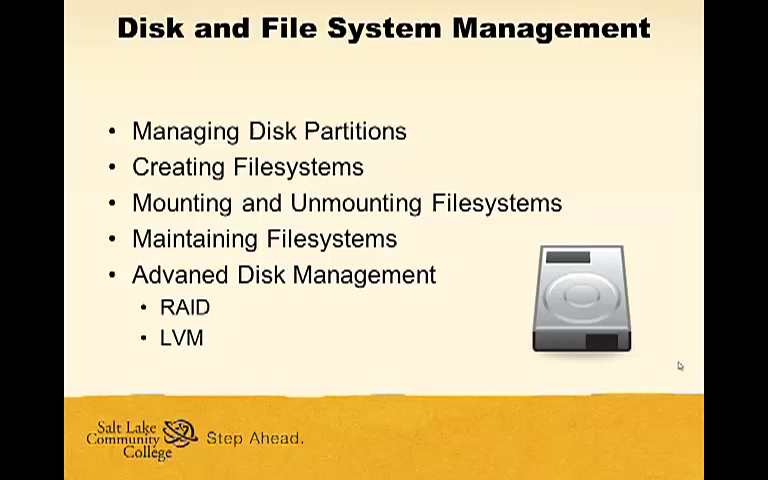 Disk and File System Management
• Managing Disk Partitions
• Creating Filesystems
• Mounting and Unmounting Filesystems
• Maintaining Filesystems
• Advaned Disk Management
• RAID
• LVM
Salt Lake
Community
College
Step Ahead.